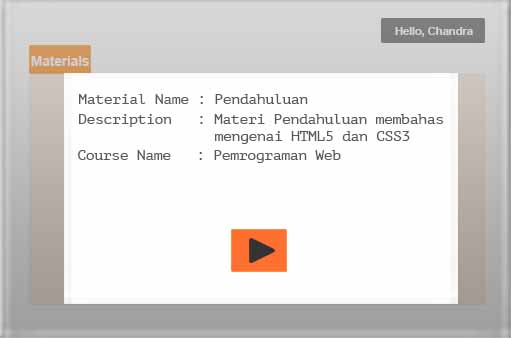 Hello, Chandra
Materials
Material Name : Pendahuluan
Description : Materi Pendahuluan membahas
mengenai HTML5 dan CSS3
Course Name : Pemrograman Web